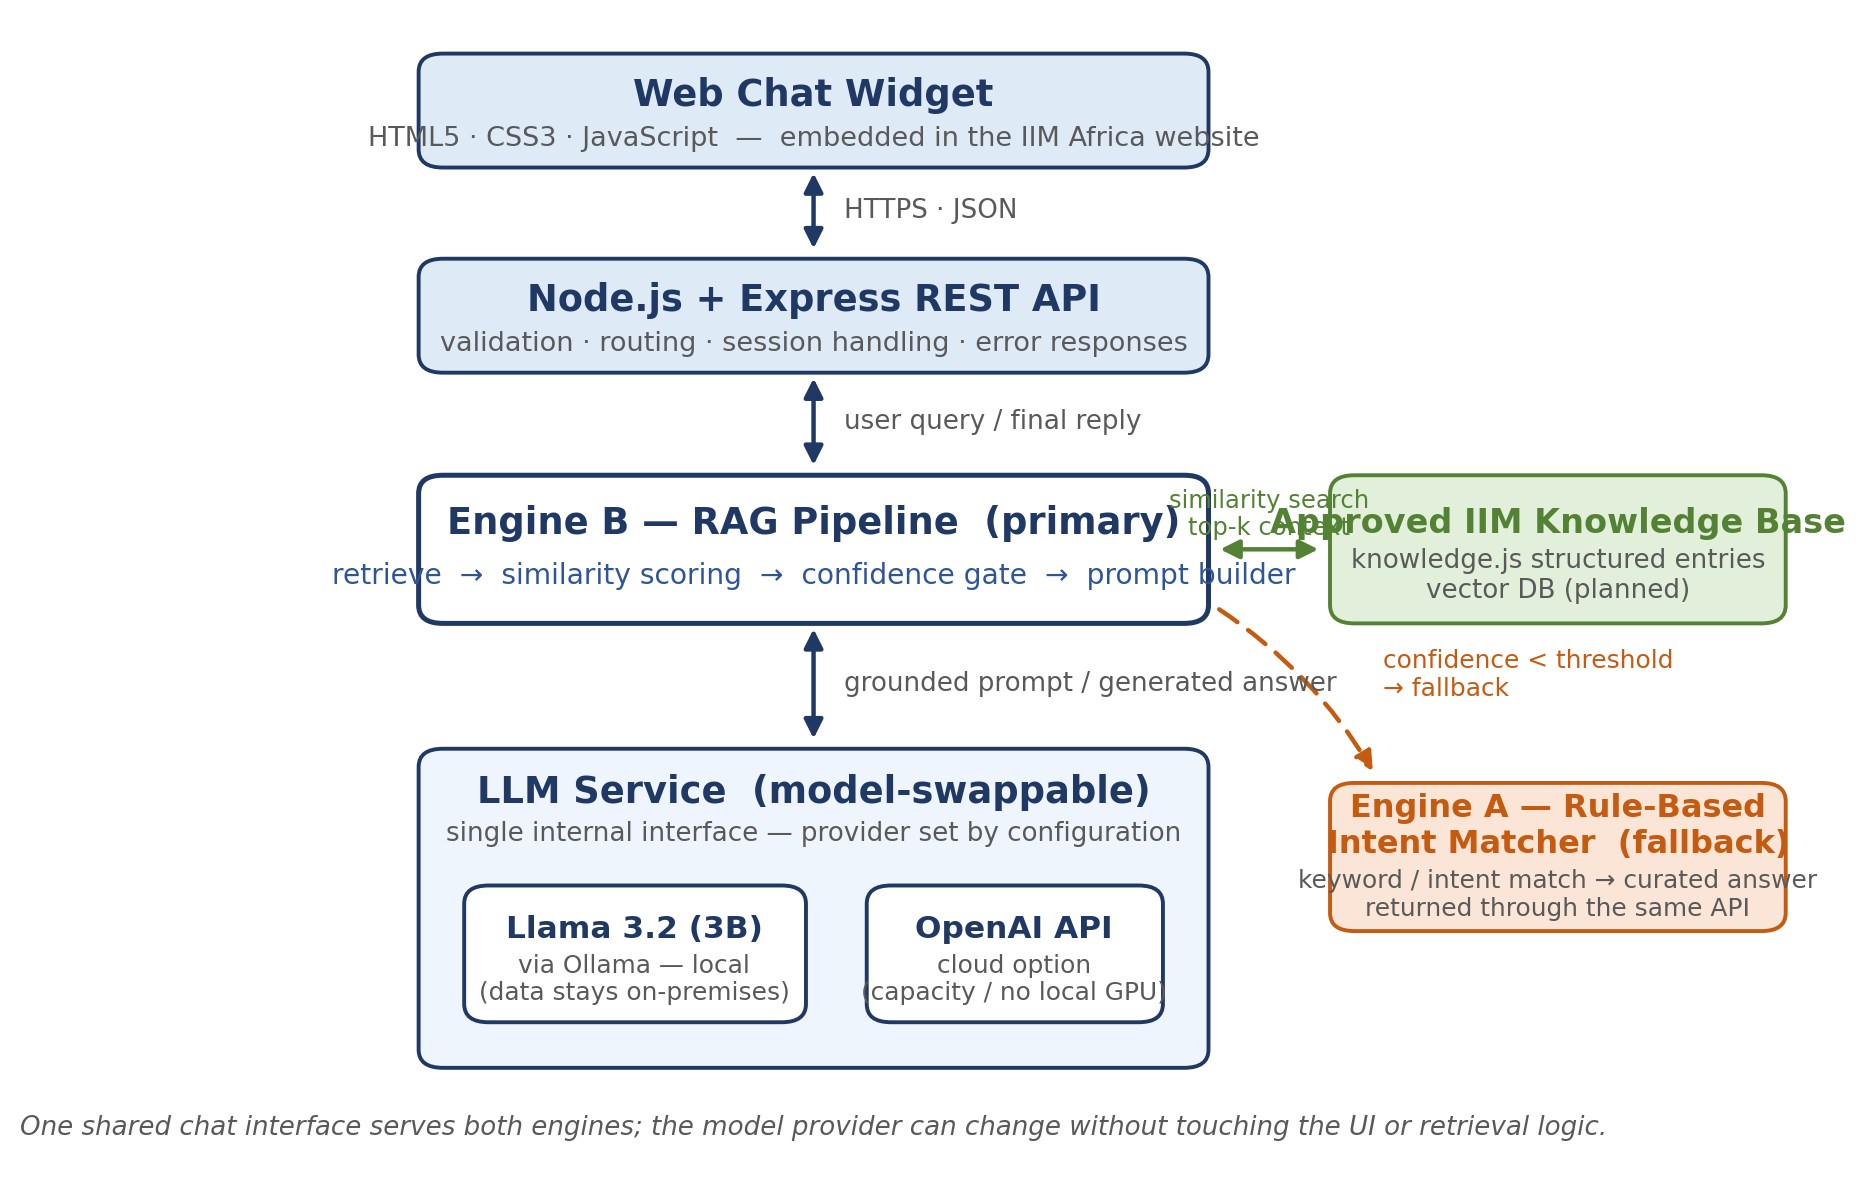 Web Chat Widget
HTML5 · CSS3 · JavaScript — embedded in the IIM Africa website
HTTPS · JSON
Node.js + Express REST API
validation · routing · session handling · error responses
user query / final reply
Engine B — RAG Pipeline (primary)
retrieve → similarity scoring → confidence gate → prompt builder
similarity search
top-k context
Approved IIM Knowledge Base
knowledge.js structured entries
vector DB (planned)
grounded prompt / generated answer
confidence < threshold
→ fallback
LLM Service (model-swappable)
single internal interface — provider set by configuration
Engine A — Rule-Based
Intent Matcher (fallback)
keyword / intent match → curated answer
returned through the same API
Llama 3.2 (3B)
via Ollama — local
(data stays on-premises)
OpenAI API
cloud option
(capacity / no local GPU)
One shared chat interface serves both engines; the model provider can change without touching the UI or retrieval logic.